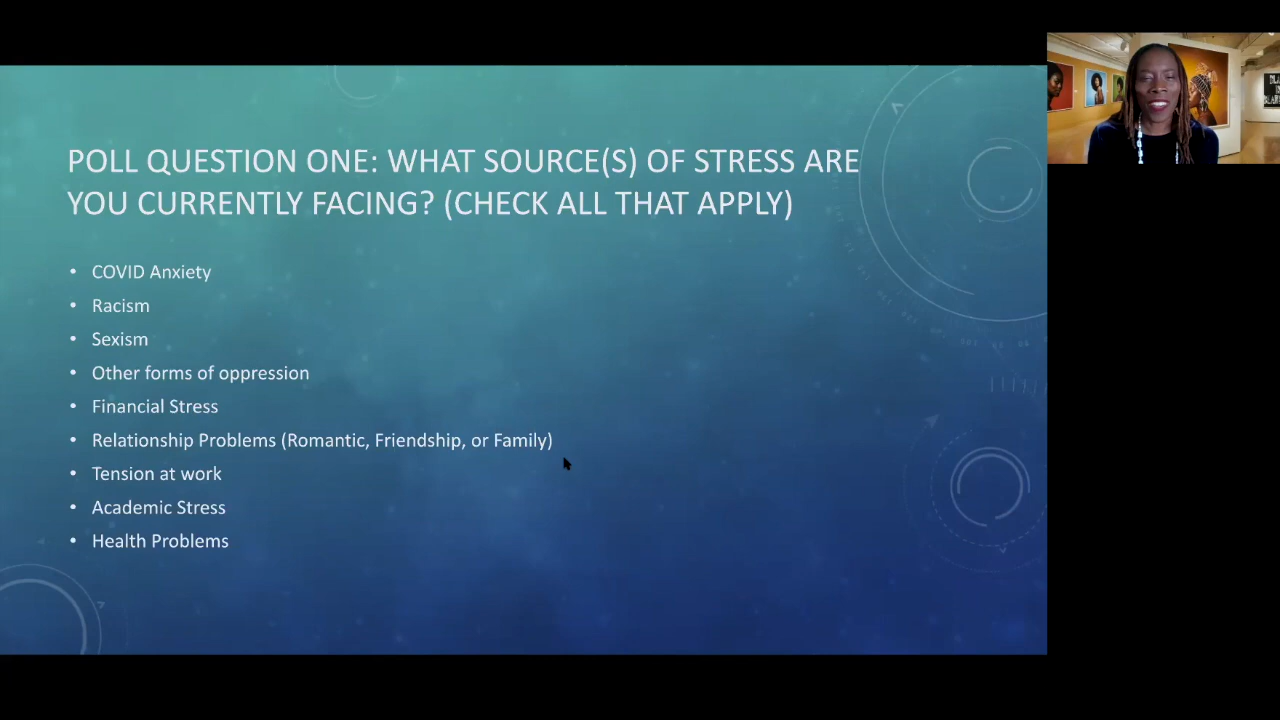 POLL QUESTION ONE: WHAT SOURCE(S) OF STRESS ARE
YOU CURRENTLY FACING? (CHECK ALL THAT APPLY)
• COVID Anxiety
• Racism
• Sexism
• Other forms of oppression
• Financial Stress
• Relationship Problems (Romantic, Friendship, or Family)
• Tension at work
• Academic Stress
• Health Problems